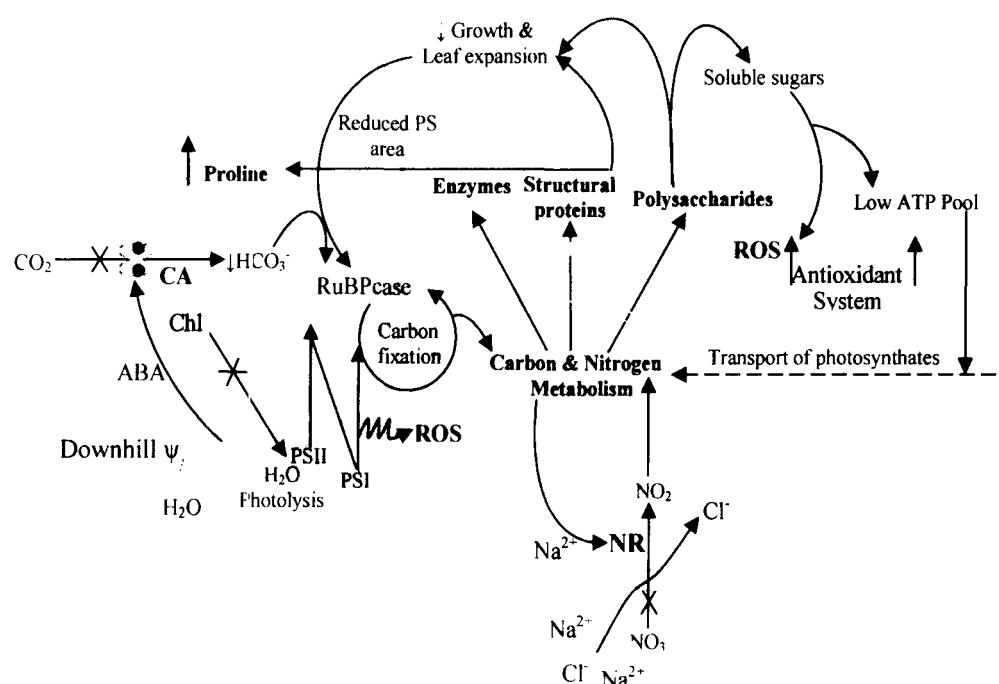 ↓ Growth &
Leaf expansion
Soluble sugars
Reduced PS
area
↑ Proline
Enzymes
Structural
proteins
Polysaccharides
Low ATP Pool
ROS
Antioxidant
System
CO₂
CA
↓HCO₃⁻
RuBPcase
Chl
Carbon
fixation
Carbon & Nitrogen
Metabolism
Transport of photosynthates
ABA
ROS
Downhill ψ
PSII
H₂O
Photolysis
PSI
H₂O
NO₂
Cl⁻
Na²⁺
NR
Na²⁺
NO₃
Cl⁻
Na²⁺